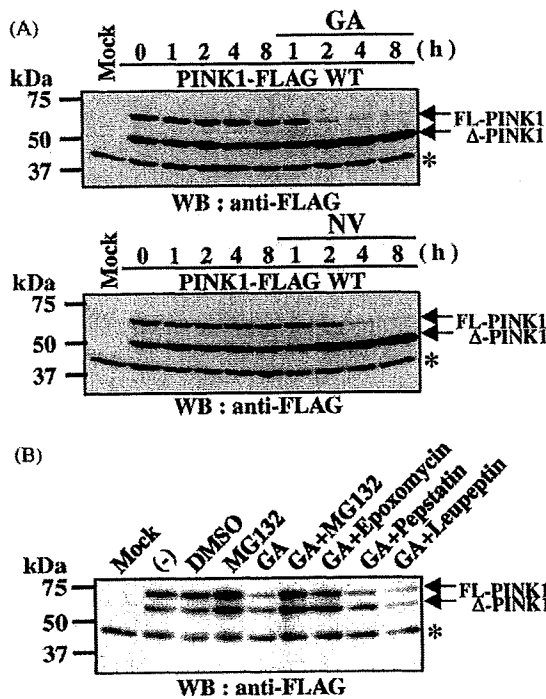 (A)
GA
Mock 0 1 2 4 8 1 2 4 8 (h)
kDa PINK1-FLAG WT
75
FL-PINK1
50
Δ-PINK1
37
*
WB : anti-FLAG
NV
Mock 0 1 2 4 8 1 2 4 8 (h)
kDa PINK1-FLAG WT
75
FL-PINK1
50
Δ-PINK1
37
*
WB : anti-FLAG
(B)
Mock (-) DMSO MG132 GA GA+MG132 GA+Epoxomycin GA+Pepstatin GA+Leupeptin
kDa
75
FL-PINK1
Δ-PINK1
50
*
37
WB : anti-FLAG